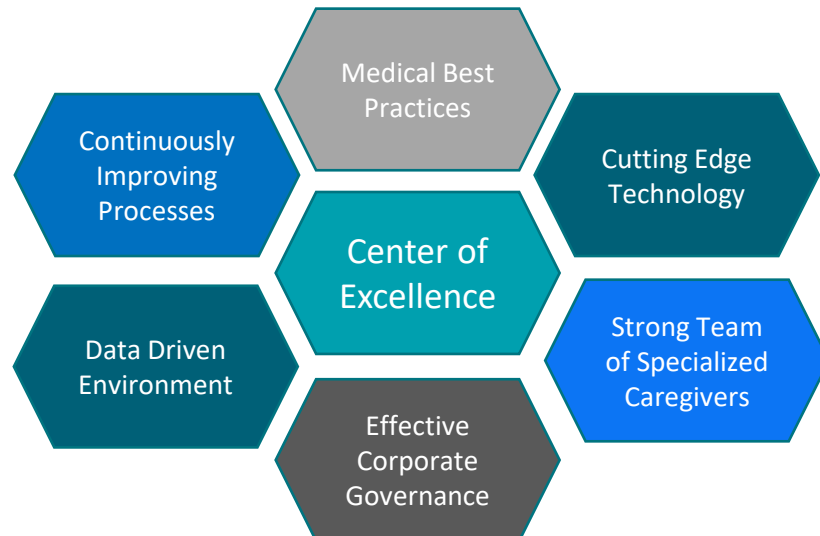 Medical Best
Practices
Continuously
Improving
Processes
Cutting Edge
Technology
Center of
Excellence
Data Driven
Environment
Strong Team
of Specialized
Caregivers
Effective
Corporate
Governance